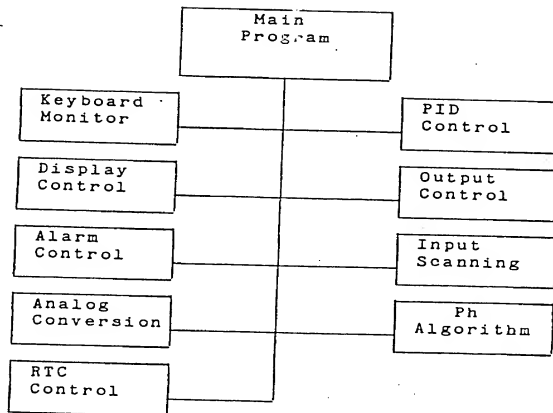 Main
Program
Keyboard
Monitor
PID
Control
Display
Control
Output
Control
Alarm
Control
Input
Scanning
Analog
Conversion
Ph
Algorithm
RTC
Control